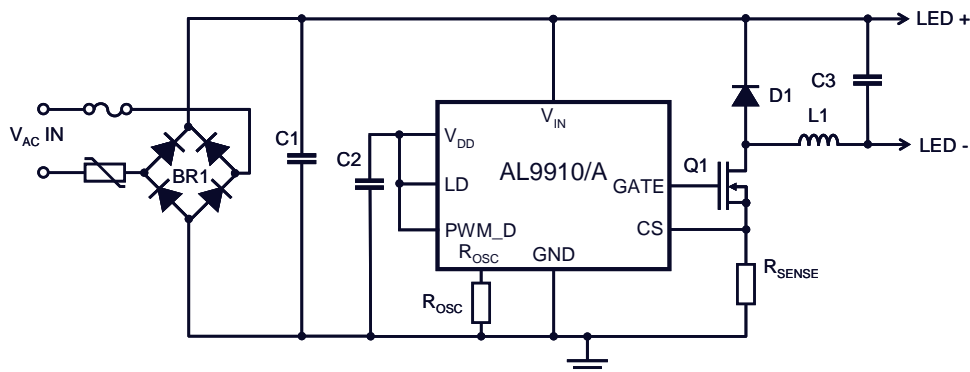 LED +
C3
D1
L1
C1
V_AC IN
V_IN
V_DD
C2
LED -
BR1
LD
AL9910/A
GATE
Q1
PWM_D
CS
R_OSC
GND
R_SENSE
R_OSC